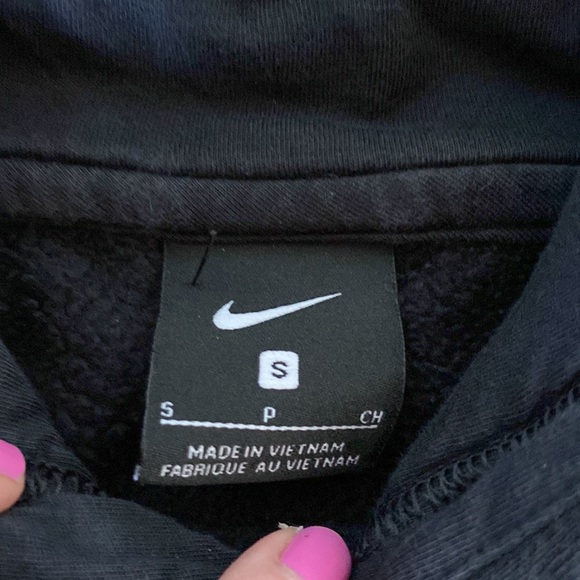 S
S P CH
MADE IN VIETNAM
FABRIQUE AU VIETNAM